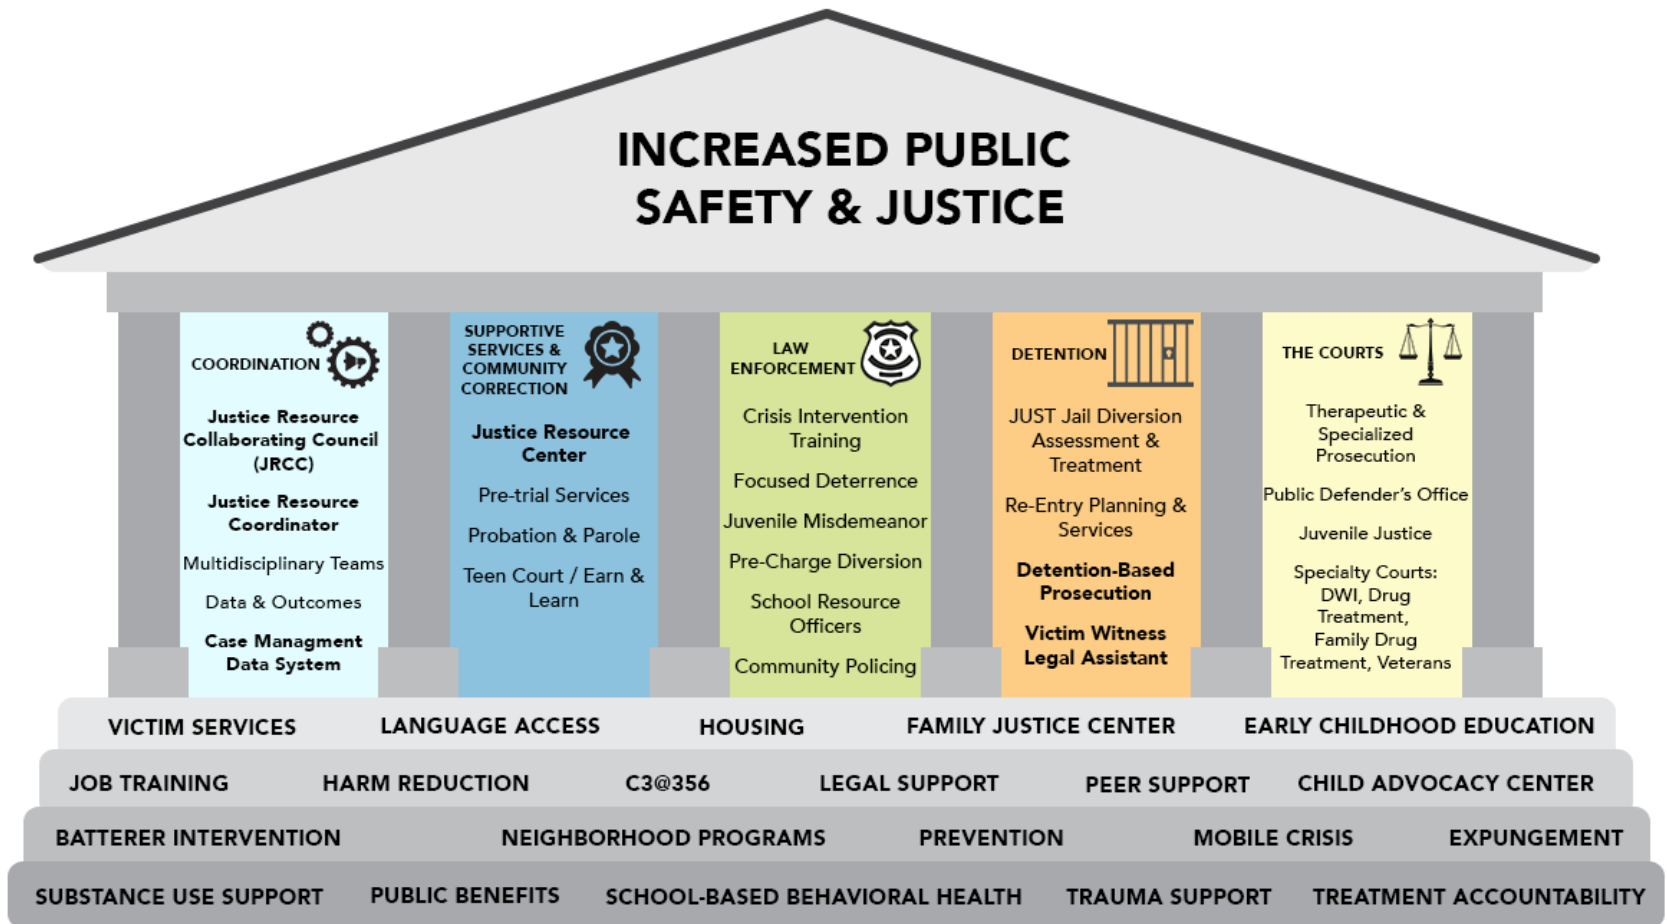 INCREASED PUBLIC
SAFETY & JUSTICE
COORDINATION
Justice Resource
Collaborating Council
(JRCC)
Justice Resource
Coordinator
Multidisciplinary Teams
Data & Outcomes
Case Managment
Data System
SUPPORTIVE
SERVICES &
COMMUNITY
CORRECTION
Justice Resource
Center
Pre-trial Services
Probation & Parole
Teen Court / Earn &
Learn
LAW
ENFORCEMENT
Crisis Intervention
Training
Focused Deterrence
Juvenile Misdemeanor
Pre-Charge Diversion
School Resource
Officers
Community Policing
DETENTION
JUST Jail Diversion
Assessment &
Treatment
Re-Entry Planning &
Services
Detention-Based
Prosecution
Victim Witness
Legal Assistant
THE COURTS
Therapeutic &
Specialized
Prosecution
Public Defender's Office
Juvenile Justice
Specialty Courts:
DWI, Drug
Treatment,
Family Drug
Treatment, Veterans
VICTIM SERVICES LANGUAGE ACCESS HOUSING FAMILY JUSTICE CENTER EARLY CHILDHOOD EDUCATION
JOB TRAINING HARM REDUCTION C3@356 LEGAL SUPPORT PEER SUPPORT CHILD ADVOCACY CENTER
BATTERER INTERVENTION NEIGHBORHOOD PROGRAMS PREVENTION MOBILE CRISIS EXPUNGEMENT
SUBSTANCE USE SUPPORT PUBLIC BENEFITS SCHOOL-BASED BEHAVIORAL HEALTH TRAUMA SUPPORT TREATMENT ACCOUNTABILITY